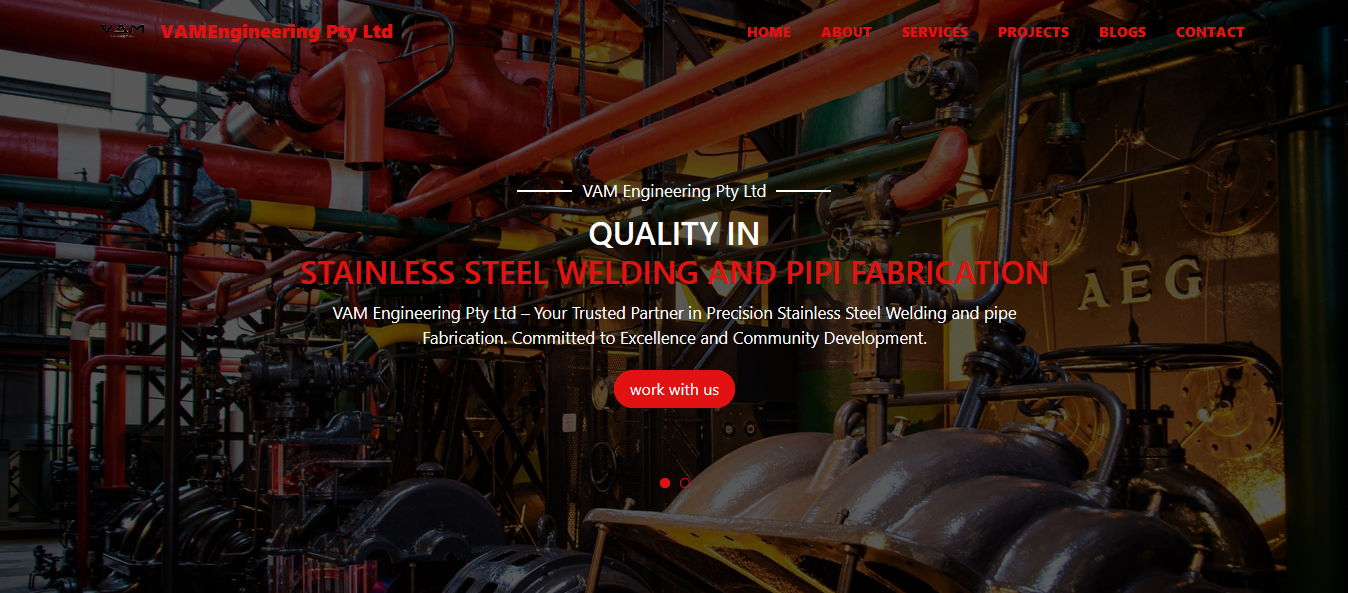 VAM
VAMEngineering Pty Ltd
HOME ABOUT SERVICES PROJECTS BLOGS CONTACT
VAM Engineering Pty Ltd
QUALITY IN
STAINLESS STEEL WELDING AND PIPI FABRICATION
AEG
VAM Engineering Pty Ltd – Your Trusted Partner in Precision Stainless Steel Welding and pipe
Fabrication. Committed to Excellence and Community Development.
work with us